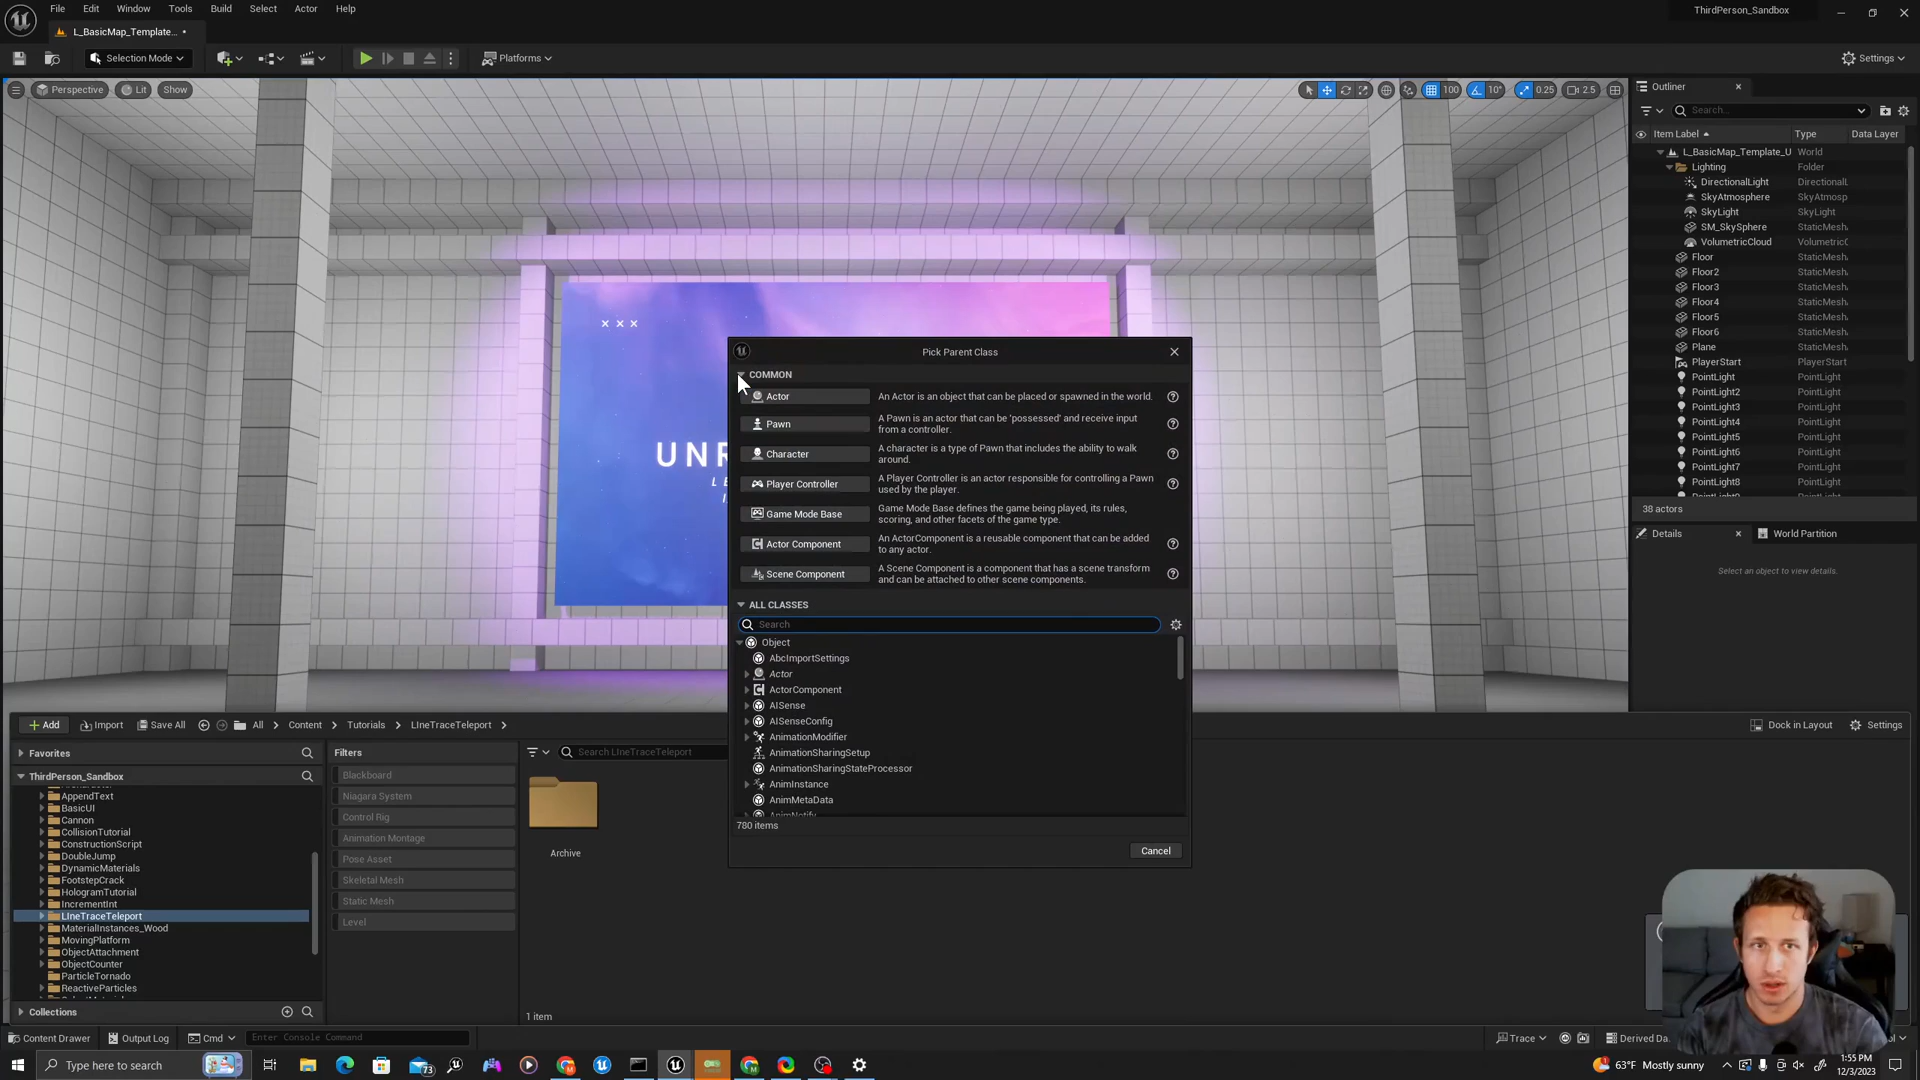 File Edit Window Tools Build Select Actor Help
ThirdPerson_Sandbox
L_BasicMap_Template...
Selection Mode
Platforms
Settings
Perspective Lit Show
100 10° 0.25 2.5
Outliner
Search...
Item Label Type Data Layer
L_BasicMap_Template_U World
Lighting Folder
DirectionalLight DirectionalL
SkyAtmosphere SkyAtmosp
SkyLight SkyLight
SM_SkySphere StaticMesh
VolumetricCloud VolumetricC
Floor StaticMesh
Floor2 StaticMesh
Floor3 StaticMesh
Floor4 StaticMesh
Floor5 StaticMesh
Floor6 StaticMesh
Plane StaticMesh
PlayerStart PlayerStart
PointLight PointLight
PointLight2 PointLight
PointLight3 PointLight
PointLight4 PointLight
PointLight5 PointLight
PointLight6 PointLight
PointLight7 PointLight
PointLight8 PointLight
38 actors
Details World Partition
Select an object to view details.
× × ×
UNR
LE
I
Pick Parent Class
COMMON
Actor An Actor is an object that can be placed or spawned in the world.
Pawn A Pawn is an actor that can be 'possessed' and receive input
from a controller.
Character A character is a type of Pawn that includes the ability to walk
around.
Player Controller A Player Controller is an actor responsible for controlling a Pawn
used by the player.
Game Mode Base Game Mode Base defines the game being played, its rules,
scoring, and other facets of the game type.
Actor Component An ActorComponent is a reusable component that can be added
to any actor.
Scene Component A Scene Component is a component that has a scene transform
and can be attached to other scene components.
ALL CLASSES
Search
Object
AbcImportSettings
Actor
ActorComponent
AISense
AISenseConfig
AnimationModifier
AnimationSharingSetup
AnimationSharingStateProcessor
AnimInstance
AnimMetaData
AnimNotify
780 items
Cancel
Add Import Save All All Content Tutorials LIneTraceTeleport
Dock in Layout Settings
Favorites
ThirdPerson_Sandbox
AppendText
BasicUI
Cannon
CollisionTutorial
ConstructionScript
DoubleJump
DynamicMaterials
FootstepCrack
HologramTutorial
IncrementInt
LIneTraceTeleport
MaterialInstances_Wood
MovingPlatform
ObjectAttachment
ObjectCounter
ParticleTornado
ReactiveParticles
Collections
Filters
Blackboard
Niagara System
Control Rig
Animation Montage
Pose Asset
Skeletal Mesh
Static Mesh
Level
Search LIneTraceTeleport
Archive
1 item
Content Drawer Output Log Cmd Enter Console Command
Trace Derived Da
Type here to search
73
63°F Mostly sunny
1:55 PM
12/3/2023